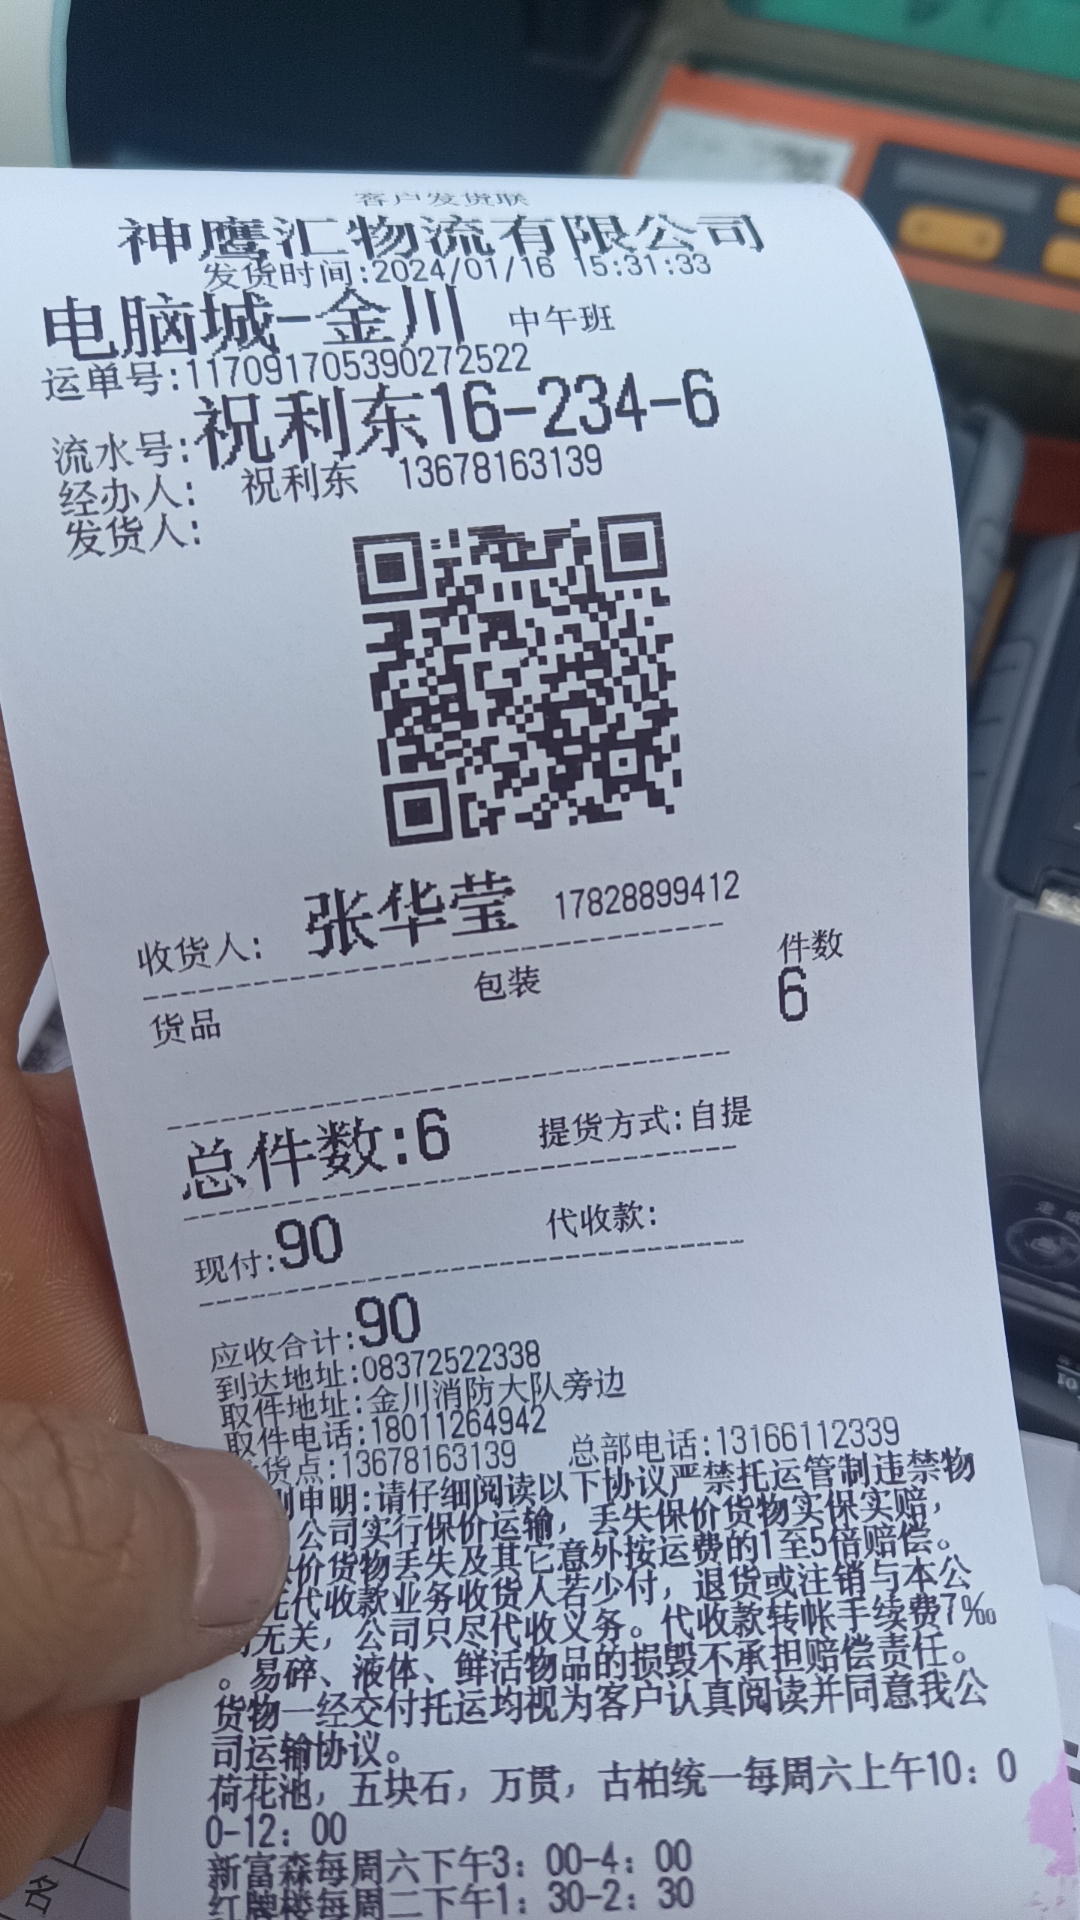 客户发货联
神鹰汇物流有限公司
发货时间:2024/01/16 15:31:33
电脑城-金川 中午班
运单号:117091705390272522
流水号:祝利东16-234-6
经办人: 祝利东 13678163139
发货人:
收货人: 张华莹 17828899412
货品 包装 件数
6
总件数:6 提货方式:自提
现付:90 代收款:
应收合计:90
到达地址:08372522338
取件地址:金川消防大队旁边
取件电话:18011264942
货点:13678163139 总部电话:13166112339
申明:请仔细阅读以下协议严禁托运管制违禁物
公司实行保价运输, 丢失保价货物实保实赔,
价货物丢失及其它意外按运费的1至5倍赔偿。
代收款业务收货人若少付, 退货或注销与本公
无关, 公司只尽代收义务。代收款转帐手续费7‰
。易碎、液体、鲜活物品的损毁不承担赔偿责任。
货物一经交付托运均视为客户认真阅读并同意我公
司运输协议。
荷花池, 五块石, 万贯, 古柏统一每周六上午10: 0
0-12: 00
新富森每周六下午3: 00-4: 00
红牌楼每周二下午1: 30-2: 30
名
走纸